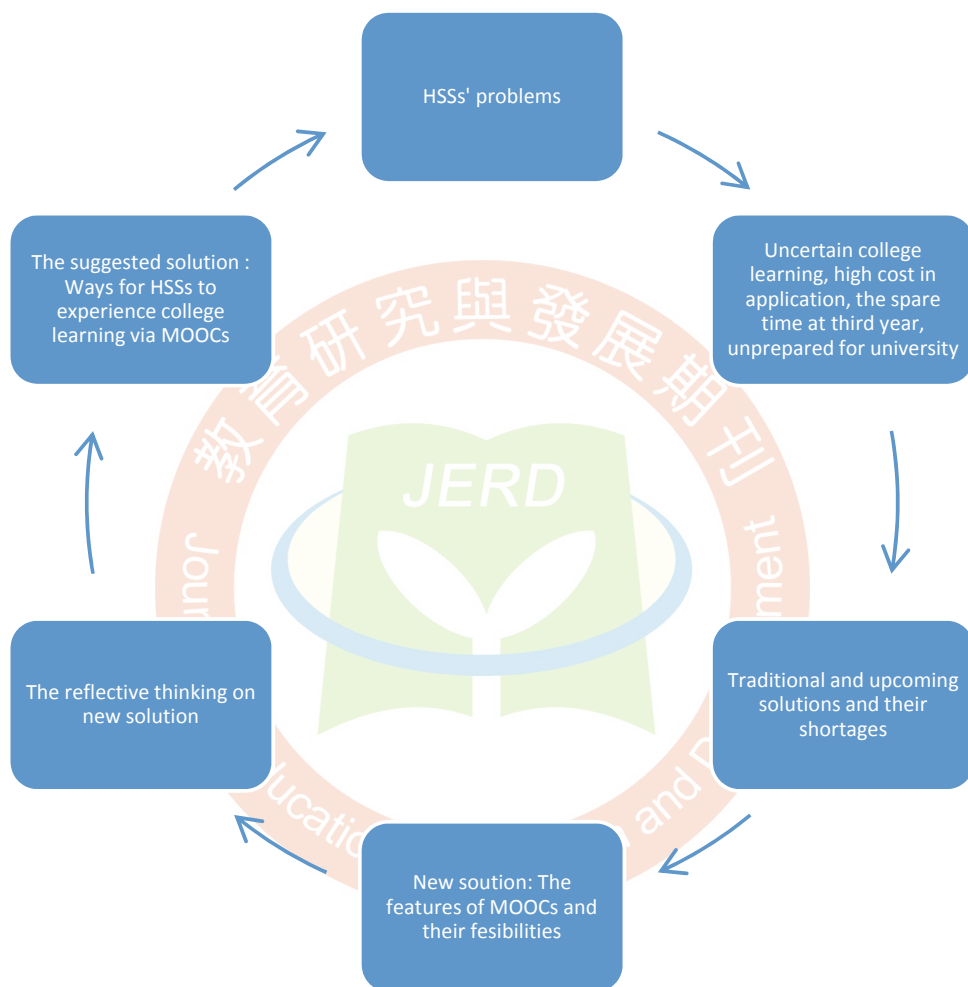 HSSs' problems
Uncertain college
learning, high cost in
application, the spare
time at third year,
unprepared for university
Traditional and upcoming
solutions and their
shortages
New soution: The
features of MOOCs and
their fesibilities
The reflective thinking on
new solution
The suggested solution :
Ways for HSSs to
experience college
learning via MOOCs
教育研究與發展期刊
JERD
and